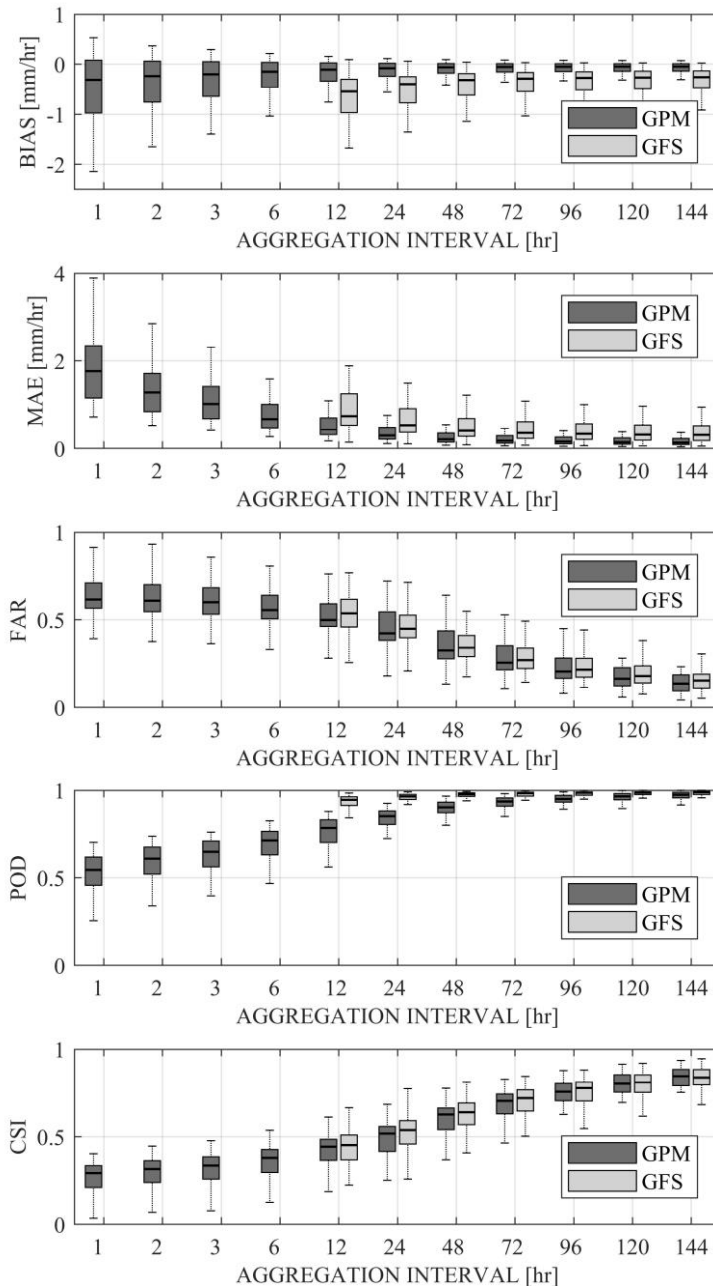 1
0
-1
-2
BIAS [mm/hr]
GPM
GFS
1 2 3 6 12 24 48 72 96 120 144
AGGREGATION INTERVAL [hr]
4
2
0
MAE [mm/hr]
GPM
GFS
1 2 3 6 12 24 48 72 96 120 144
AGGREGATION INTERVAL [hr]
1
0.5
0
FAR
GPM
GFS
1 2 3 6 12 24 48 72 96 120 144
AGGREGATION INTERVAL [hr]
1
0.5
0
POD
GPM
GFS
1 2 3 6 12 24 48 72 96 120 144
AGGREGATION INTERVAL [hr]
1
0.5
0
CSI
GPM
GFS
1 2 3 6 12 24 48 72 96 120 144
AGGREGATION INTERVAL [hr]